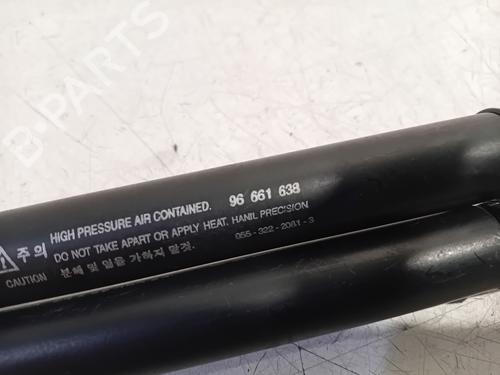 B-PARTS
주의 HIGH PRESSURE AIR CONTAINED. 96 661 638
CAUTION DO NOT TAKE APART OR APPLY HEAT. HANIL PRECISION
분해 및 열을 가하지 말것. 055-322-2081-3